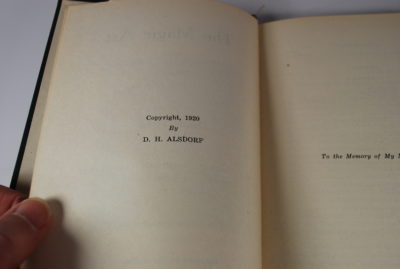 Copyright, 1920
By
D. H. ALSDORF
To the Memory of My